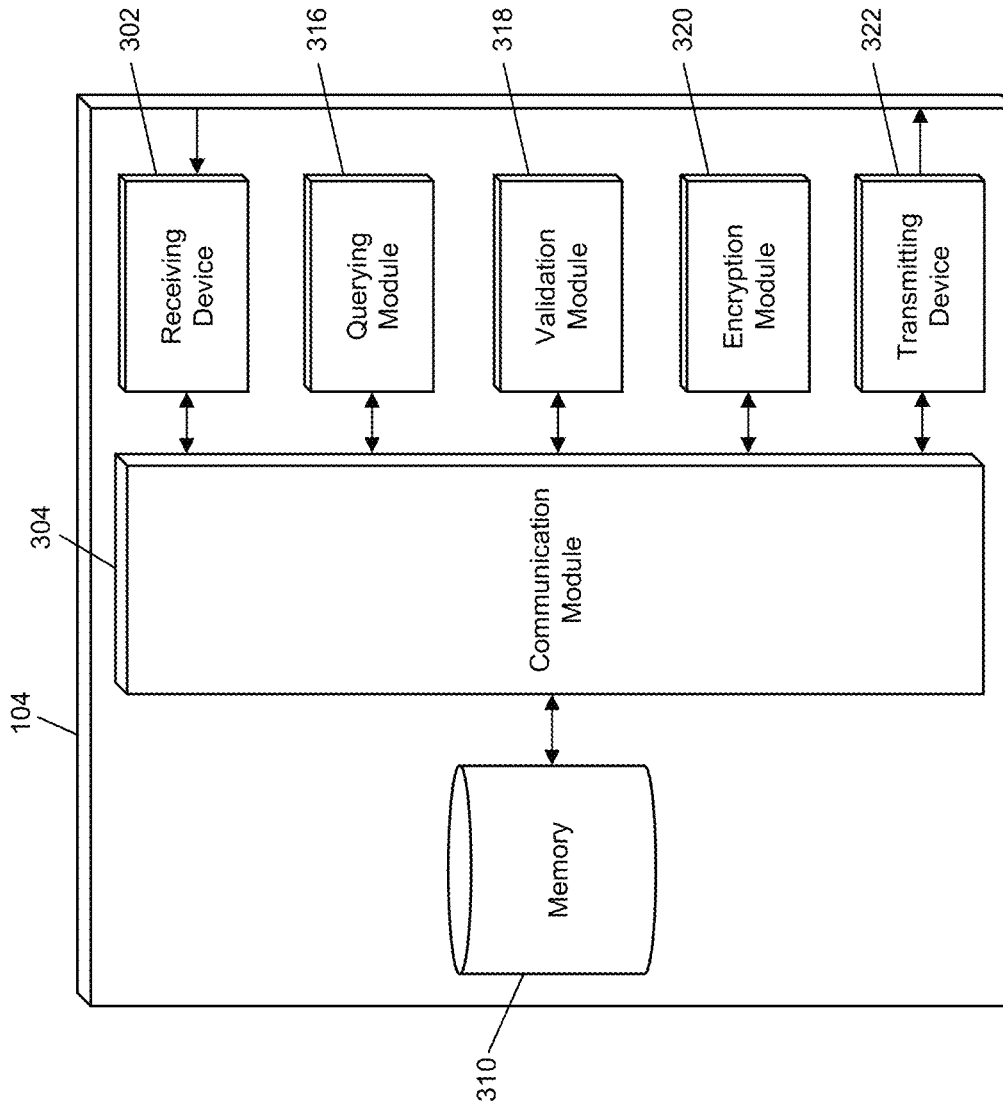 104
304
302
316
318
320
322
310
Receiving
Device
Querying
Module
Validation
Module
Encryption
Module
Transmitting
Device
Communication
Module
Memory